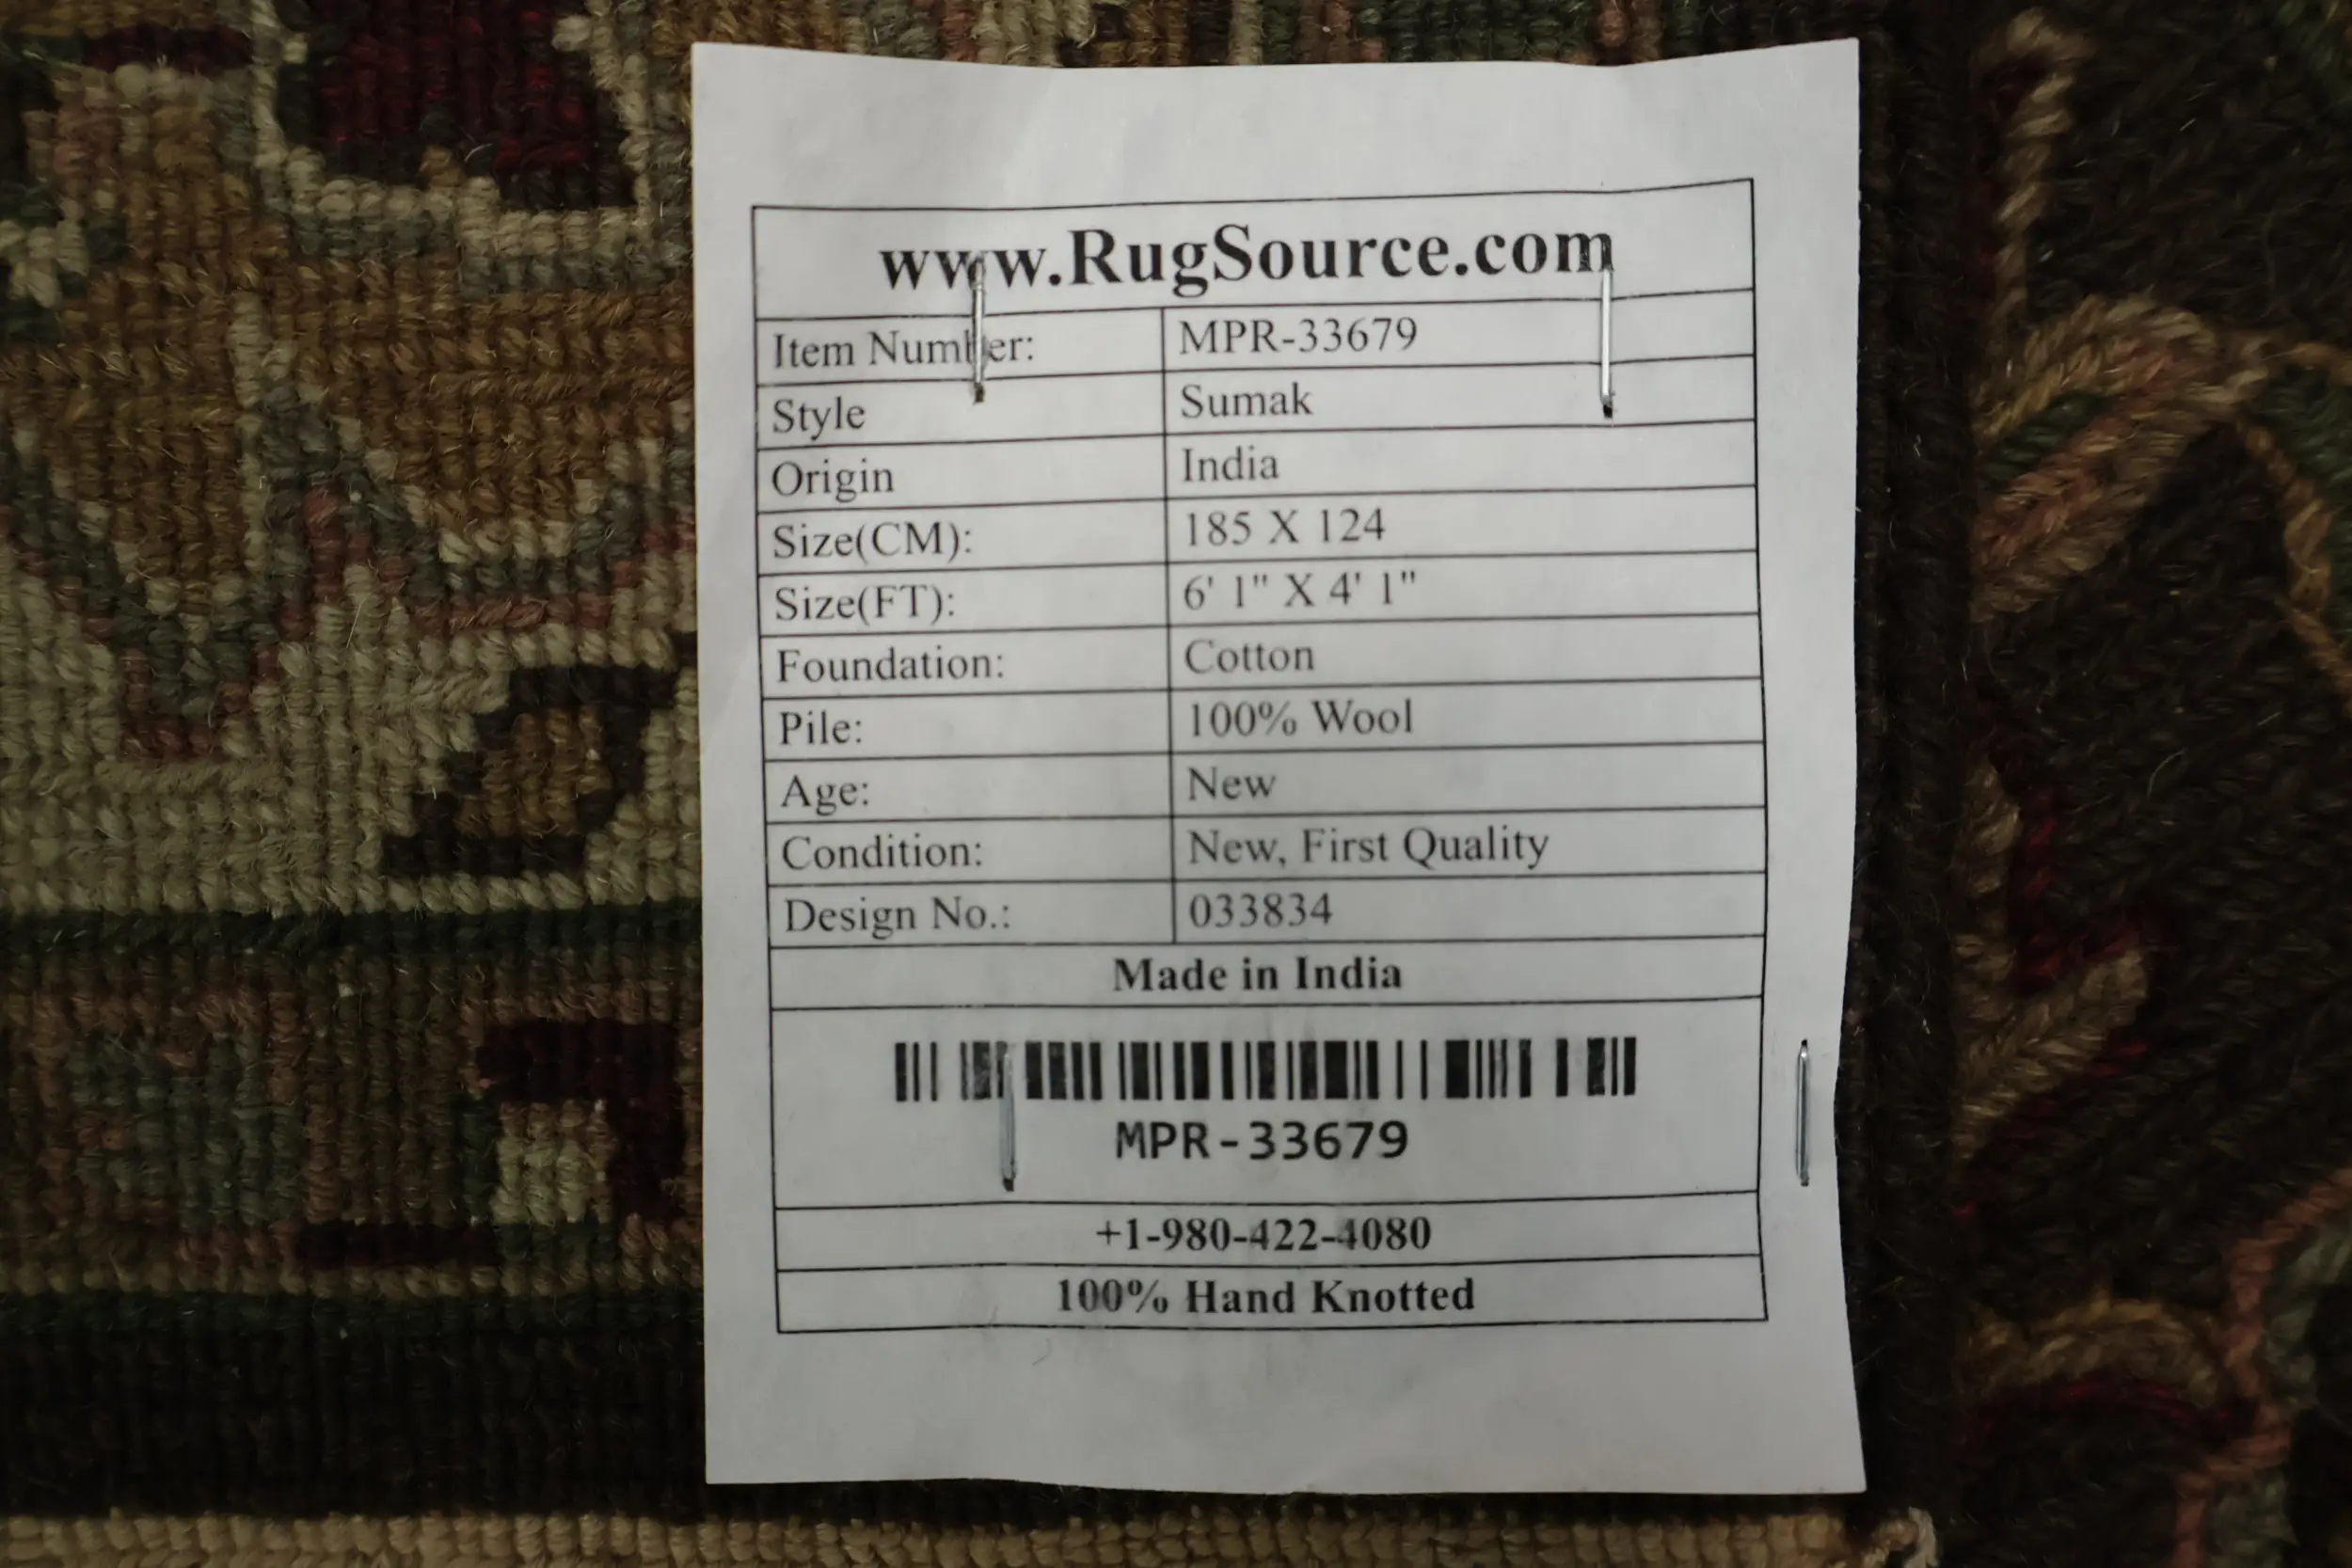 www.RugSource.com
Item Number: MPR-33679
Style Sumak
Origin India
Size(CM): 185 X 124
Size(FT): 6' 1" X 4' 1"
Foundation: Cotton
Pile: 100% Wool
Age: New
Condition: New, First Quality
Design No.: 033834
Made in India
MPR-33679
+1-980-422-4080
100% Hand Knotted